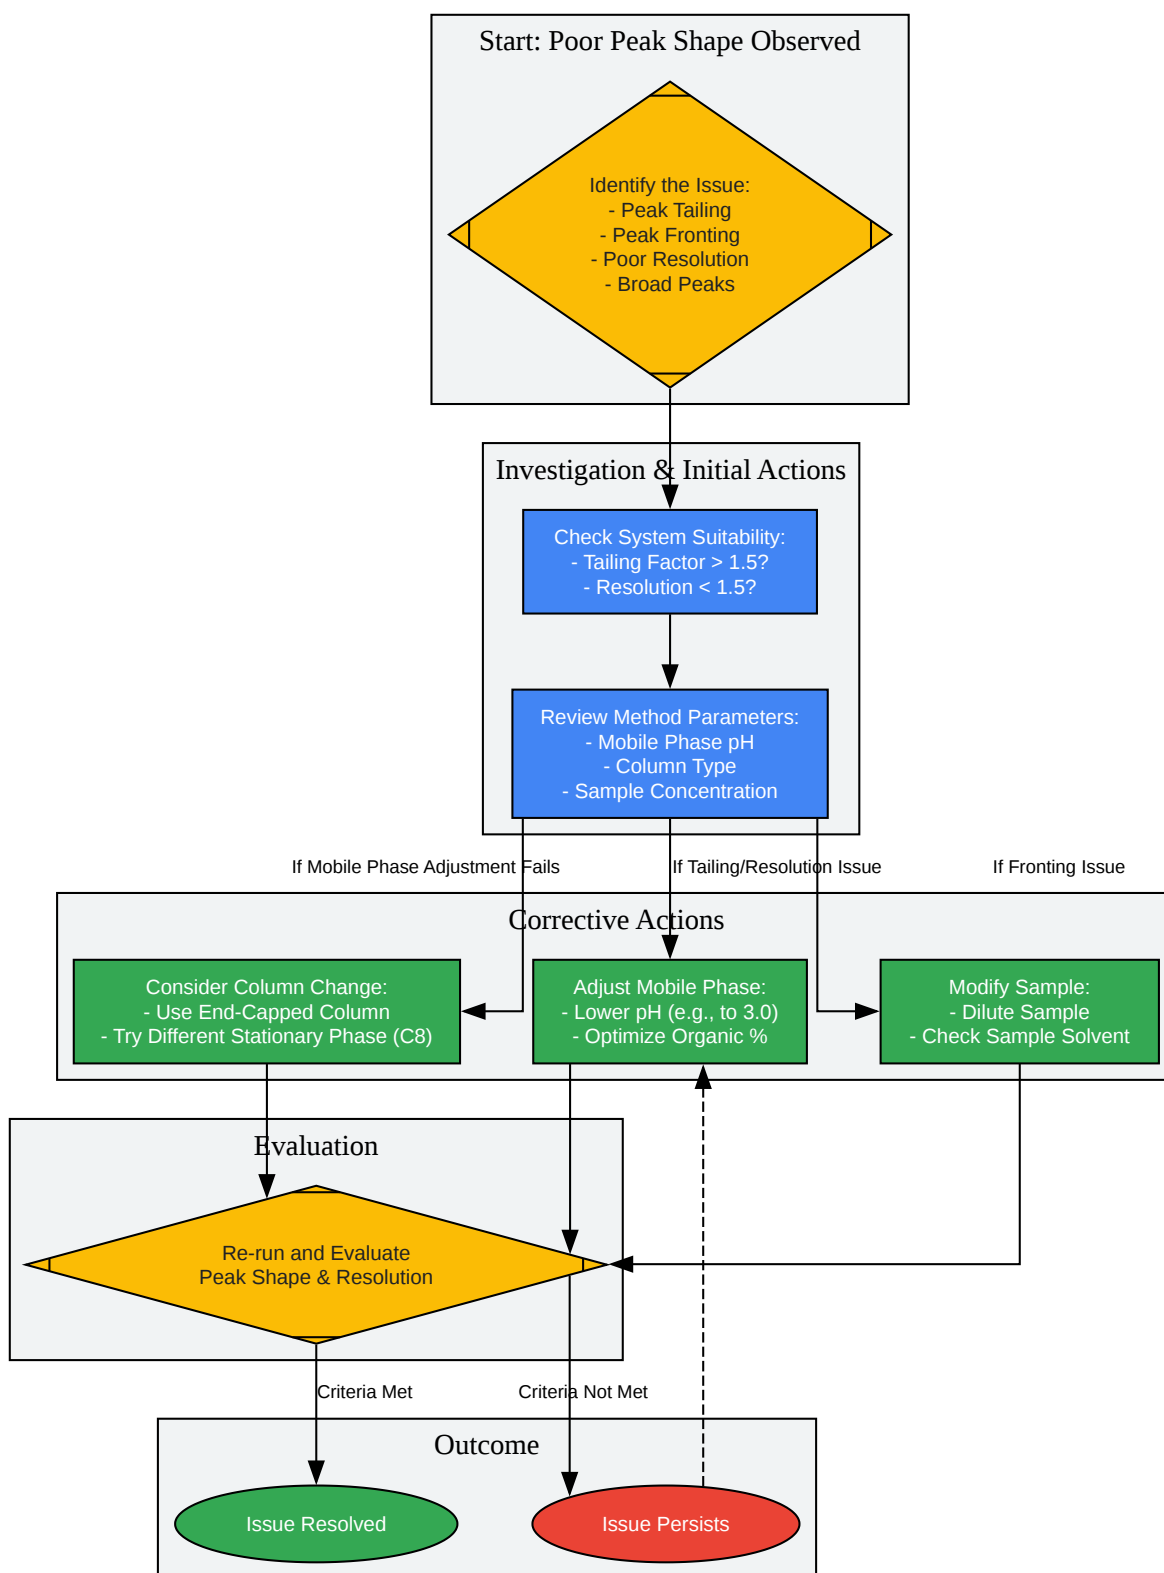 Start: Poor Peak Shape Observed
Identify the Issue:
- Peak Tailing
- Peak Fronting
- Poor Resolution
- Broad Peaks
Investigation & Initial Actions
Check System Suitability:
- Tailing Factor > 1.5?
- Resolution < 1.5?
Review Method Parameters:
- Mobile Phase pH
- Column Type
- Sample Concentration
If Mobile Phase Adjustment Fails
If Tailing/Resolution Issue
If Fronting Issue
Corrective Actions
Consider Column Change:
- Use End-Capped Column
- Try Different Stationary Phase (C8)
Adjust Mobile Phase:
- Lower pH (e.g., to 3.0)
- Optimize Organic %
Modify Sample:
- Dilute Sample
- Check Sample Solvent
Evaluation
Re-run and Evaluate
Peak Shape & Resolution
Criteria Met
Criteria Not Met
Outcome
Issue Resolved
Issue Persists